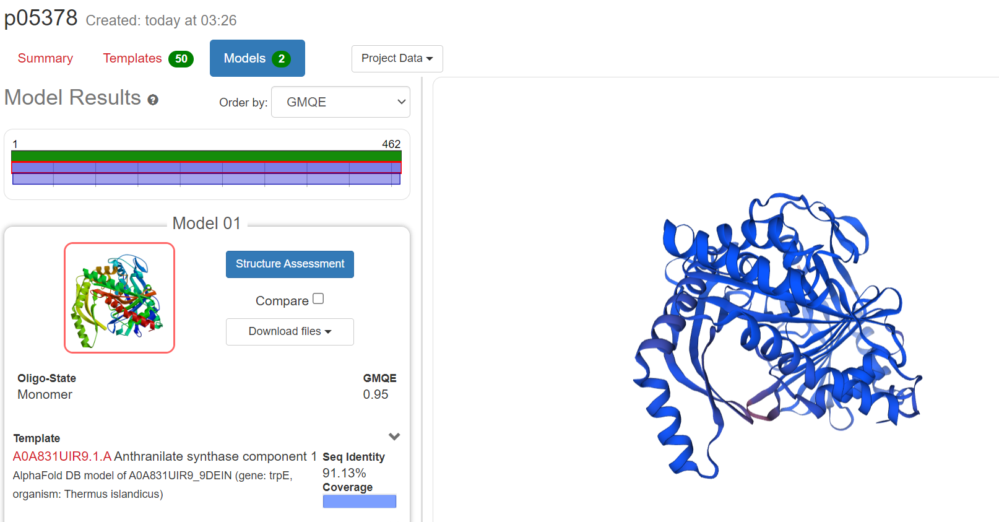 p05378 Created: today at 03:26
Summary Templates 50 Models 2 Project Data
Model Results ? Order by: GMQE
1 462
Model 01
Structure Assessment
Compare
Download files
Oligo-State GMQE
Monomer 0.95
Template
A0A831UIR9.1.A Anthranilate synthase component 1 Seq Identity
AlphaFold DB model of A0A831UIR9_9DEIN (gene: trpE, 91.13%
organism: Thermus islandicus) Coverage